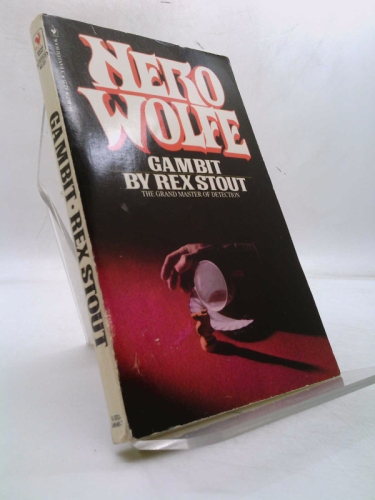 NERO
WOLFE
GAMBIT
BY REX STOUT
THE GRAND MASTER OF DETECTION
GAMBIT • REX STOUT